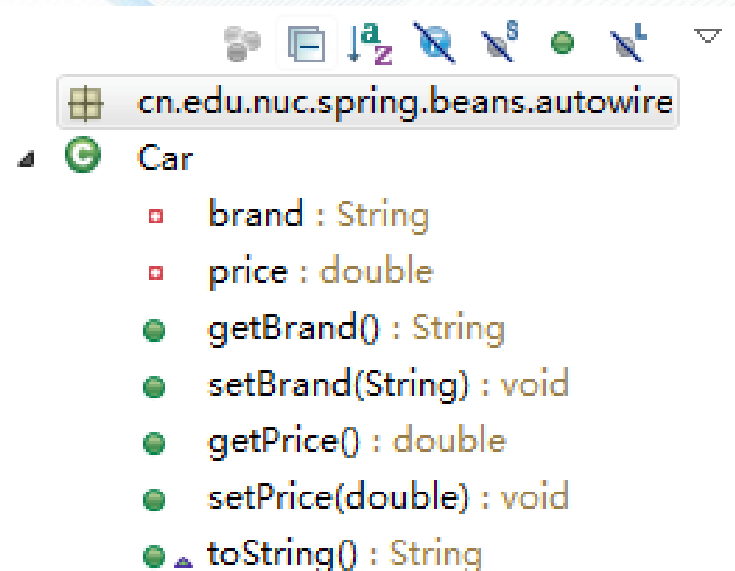 cn.edu.nuc.spring.beans.autowire
Car
brand : String
price : double
getBrand() : String
setBrand(String) : void
getPrice() : double
setPrice(double) : void
toString() : String